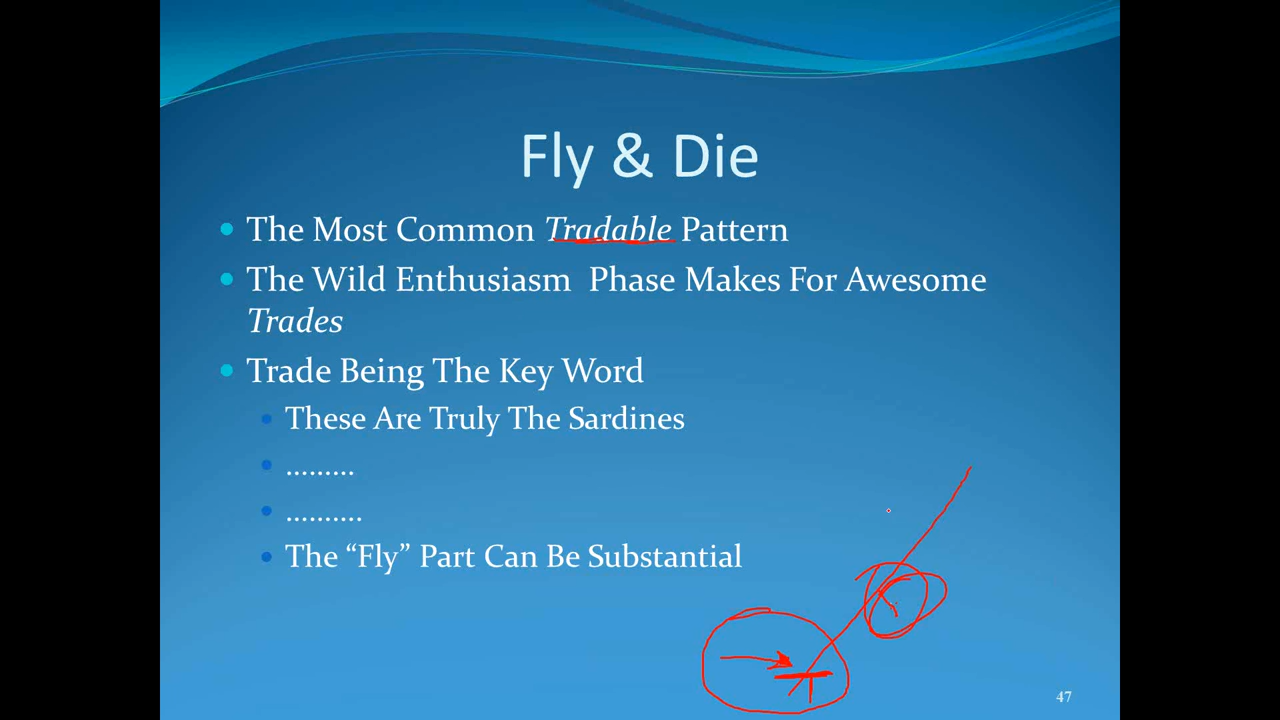 Fly & Die
The Most Common Tradable Pattern
The Wild Enthusiasm  Phase Makes For Awesome
Trades
Trade Being The Key Word
These Are Truly The Sardines
.........
..........
The “Fly” Part Can Be Substantial
47